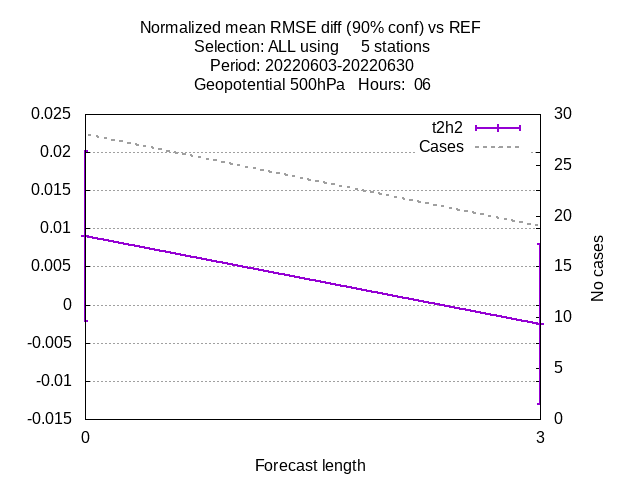 Normalized mean RMSE diff (90% conf) vs REF
Selection: ALL using     5 stations
Period: 20220603-20220630
Geopotential 500hPa   Hours:  06
t2h2
Cases
0.025
0.02
0.015
0.01
0.005
0
-0.005
-0.01
-0.015
30
25
20
15
10
5
0
No cases
0
3
Forecast length